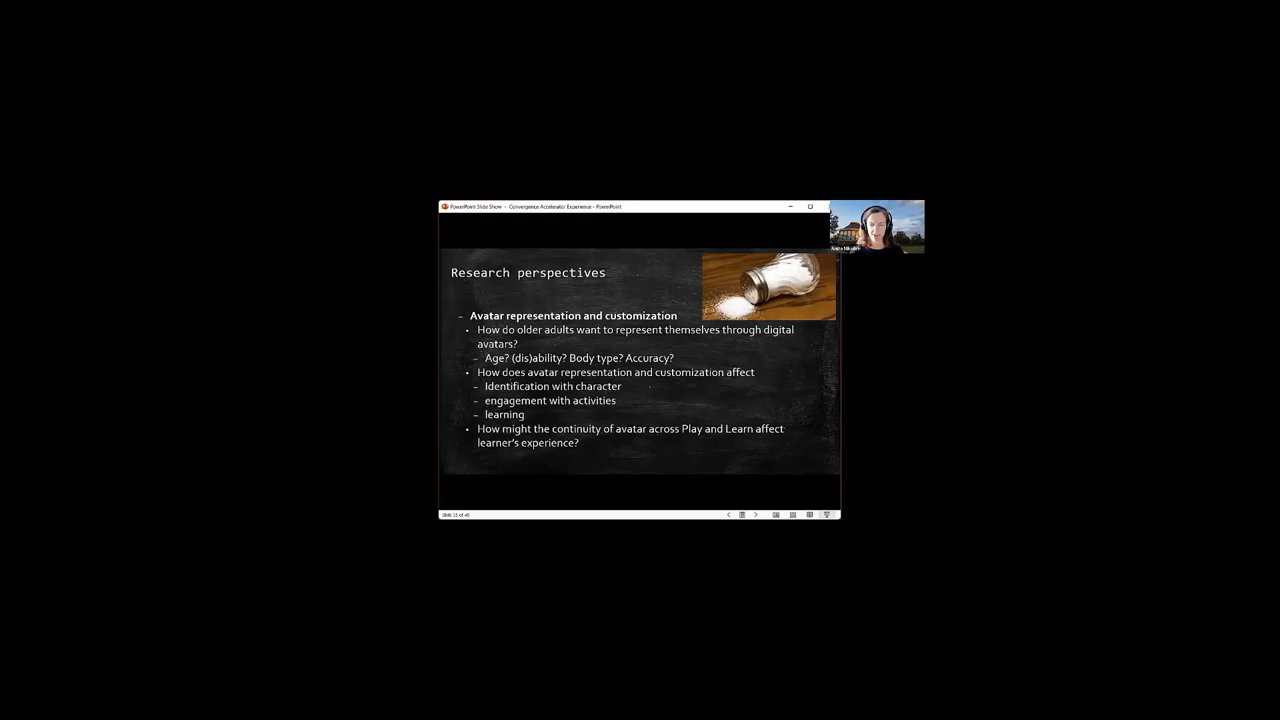 PowerPoint Slide Show - Convergence Accelerator Experience - PowerPoint
Research perspectives
– Avatar representation and customization
• How do older adults want to represent themselves through digital
avatars?
– Age? (dis)ability? Body type? Accuracy?
• How does avatar representation and customization affect
– Identification with character
– engagement with activities
– learning
• How might the continuity of avatar across Play and Learn affect
learner's experience?